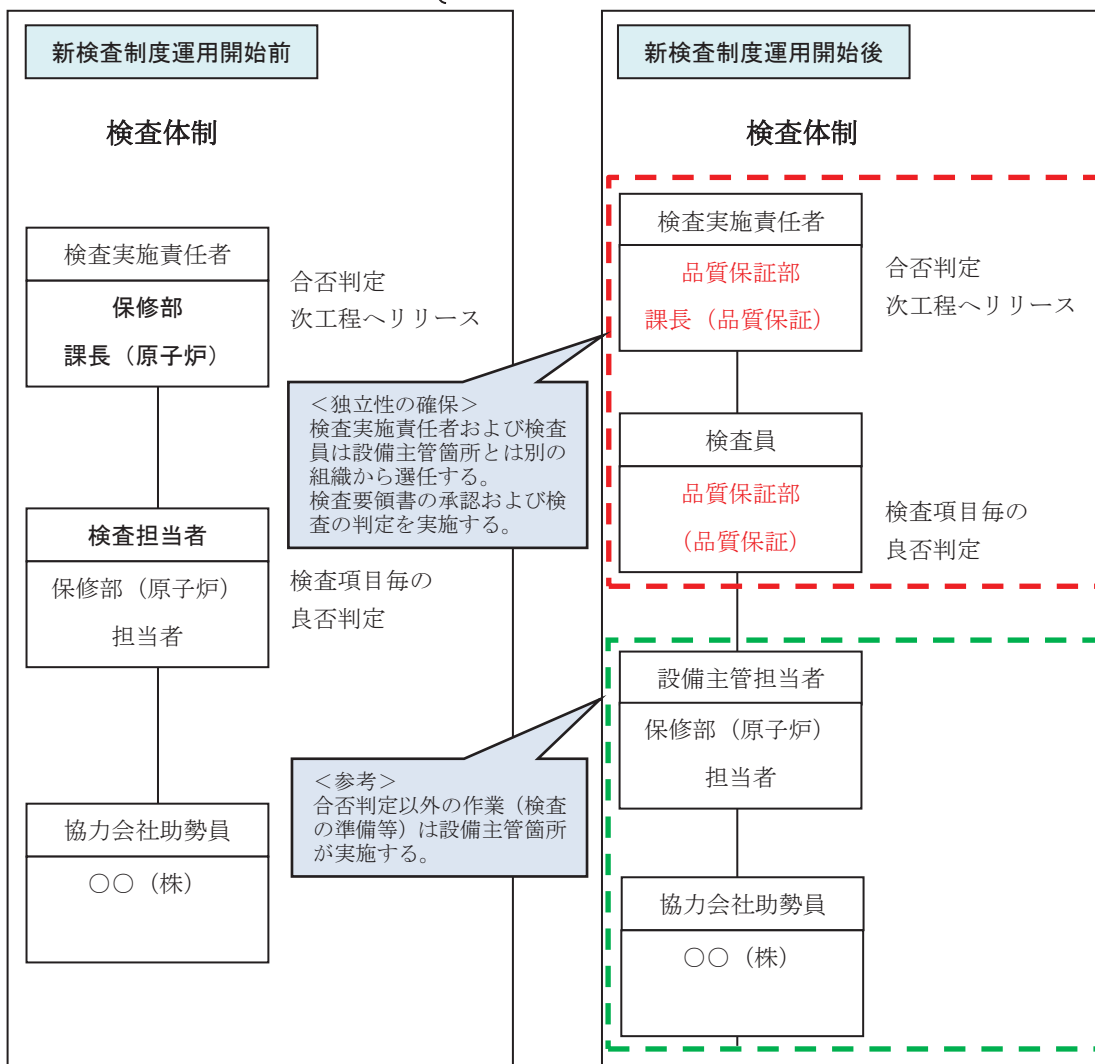 新検査制度運用開始前
検査体制
検査実施責任者
保修部
課長（原子炉）
合否判定
次工程へリリース
検査担当者
保修部（原子炉）
担当者
検査項目毎の
良否判定
協力会社助勢員
○○（株）
＜独立性の確保＞
検査実施責任者および検査
員は設備主管箇所とは別の
組織から選任する。
検査要領書の承認および検
査の判定を実施する。
＜参考＞
合否判定以外の作業（検査
の準備等）は設備主管箇所
が実施する。
新検査制度運用開始後
検査体制
検査実施責任者
品質保証部
課長（品質保証）
合否判定
次工程へリリース
検査員
品質保証部
（品質保証）
検査項目毎の
良否判定
設備主管担当者
保修部（原子炉）
担当者
協力会社助勢員
○○（株）